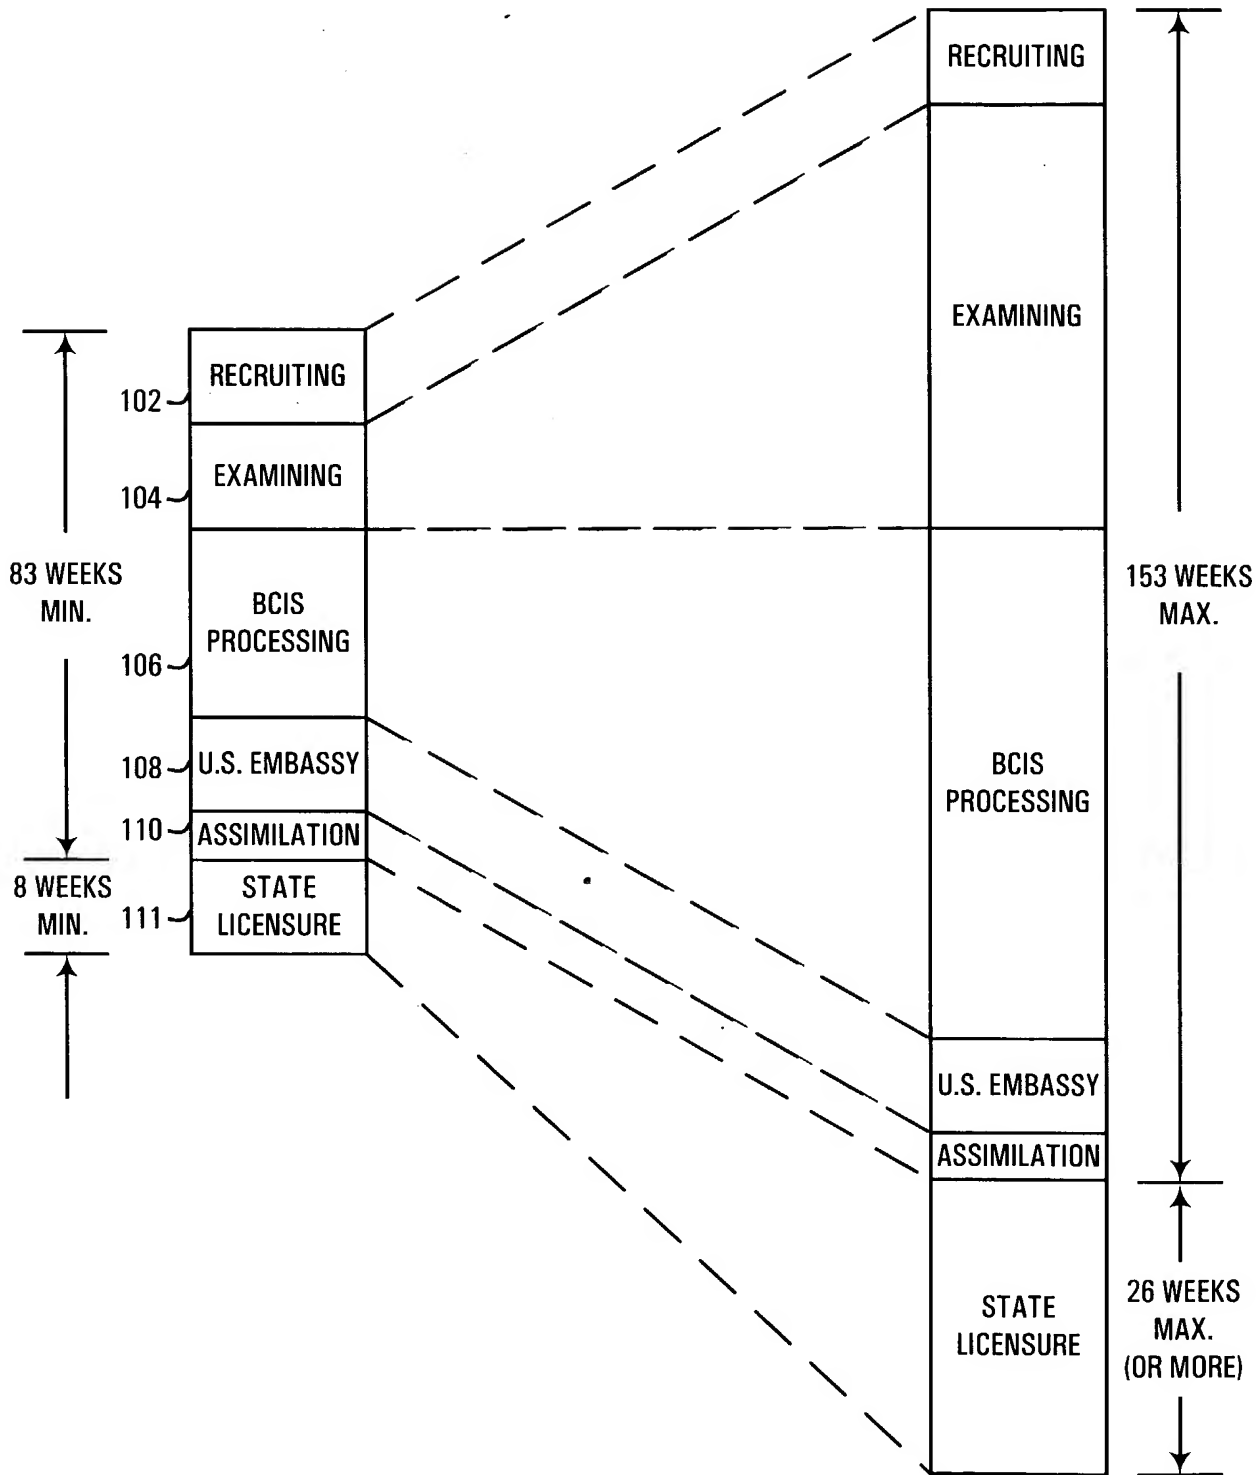 RECRUITING
102
EXAMINING
104
83 WEEKS
MIN.
BCIS
PROCESSING
106
U.S. EMBASSY
108
ASSIMILATION
110
8 WEEKS
MIN.
STATE
LICENSURE
111
RECRUITING
EXAMINING
153 WEEKS
MAX.
BCIS
PROCESSING
U.S. EMBASSY
ASSIMILATION
STATE
LICENSURE
26 WEEKS
MAX.
(OR MORE)